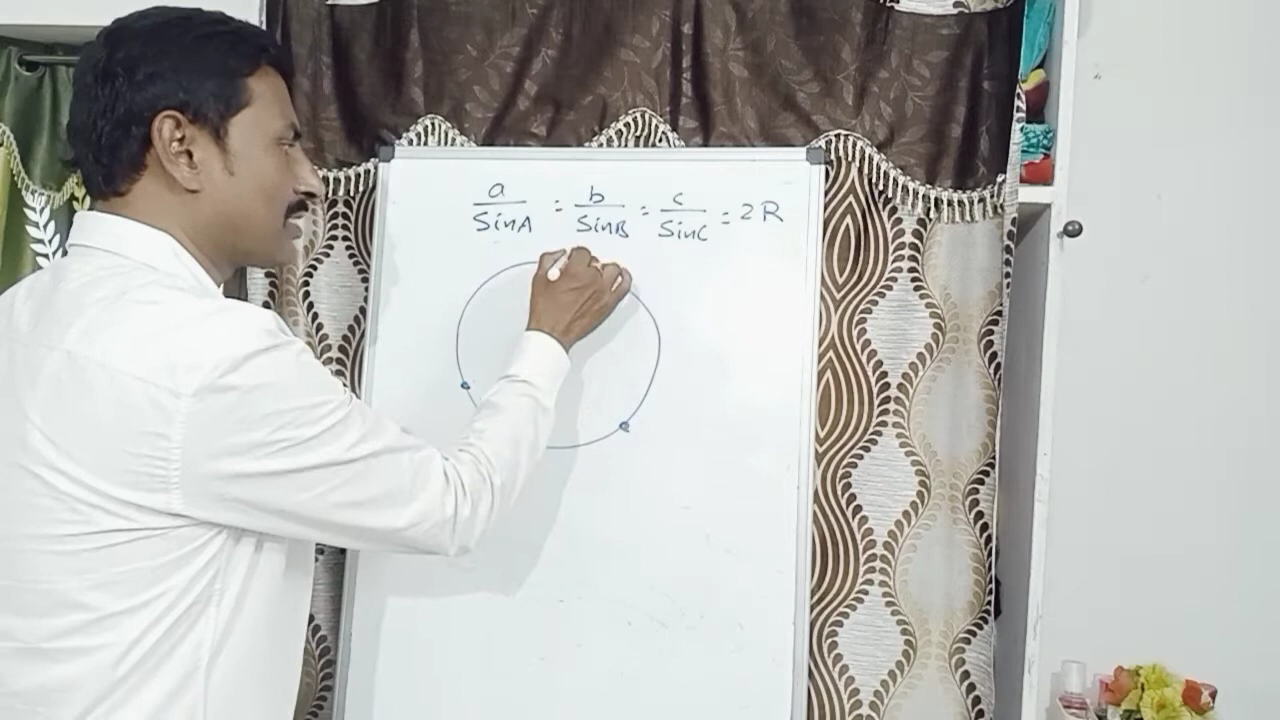 a/SinA = b/SinB = c/SinC = 2R